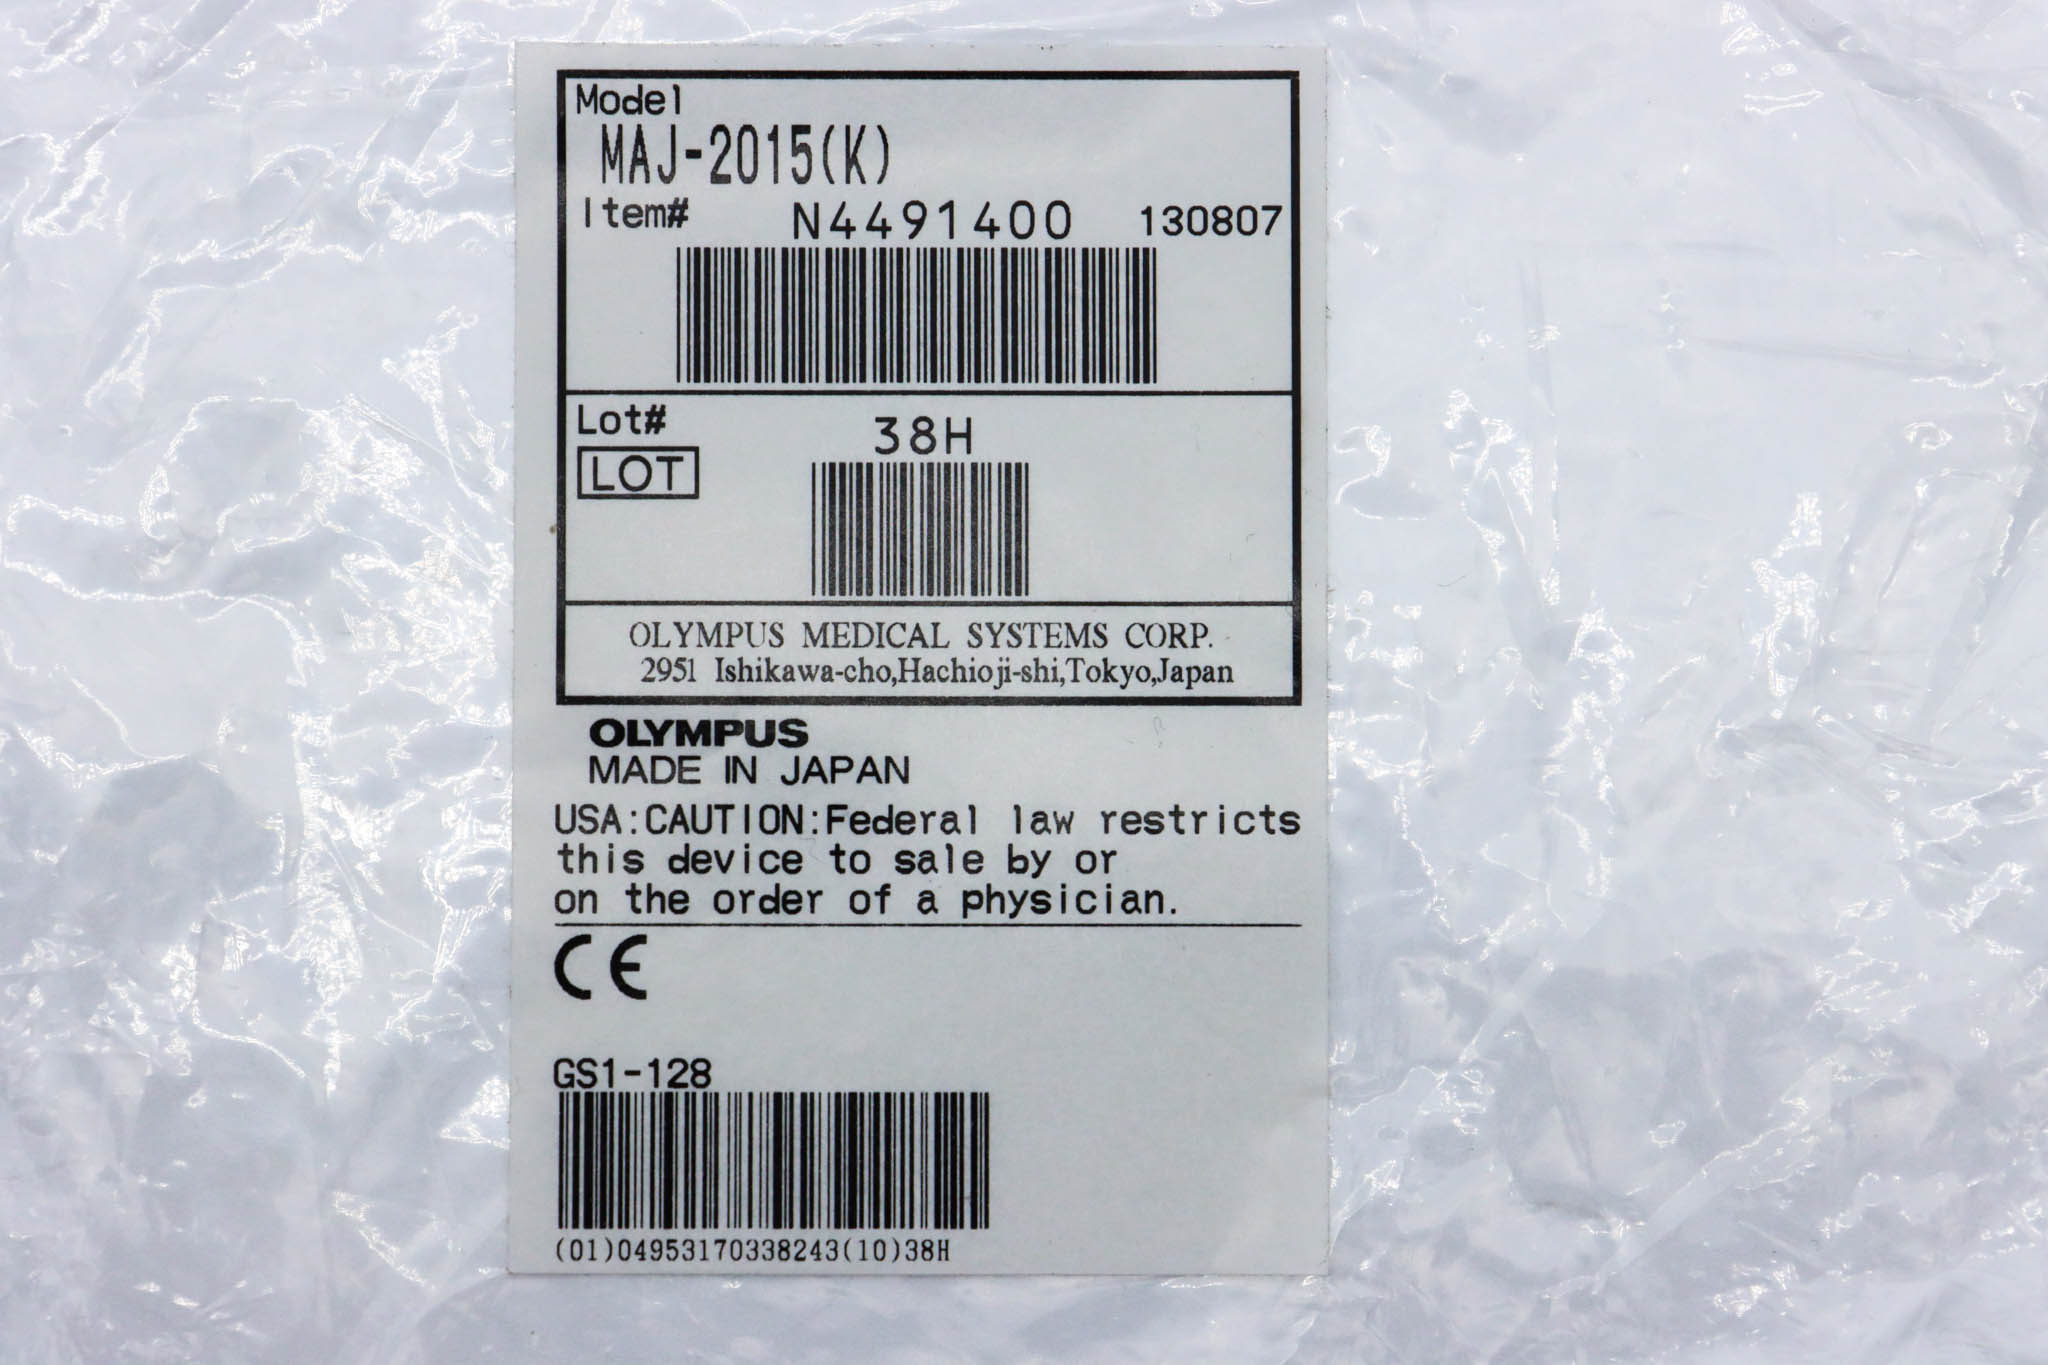 Model
MAJ-2015(K)
Item# N4491400 130807
Lot# 38H
LOT
OLYMPUS MEDICAL SYSTEMS CORP.
2951 Ishikawa-cho,Hachioji-shi,Tokyo,Japan
OLYMPUS
MADE IN JAPAN
USA:CAUTION:Federal law restricts
this device to sale by or
on the order of a physician.
CE
GS1-128
(01)04953170338243(10)38H